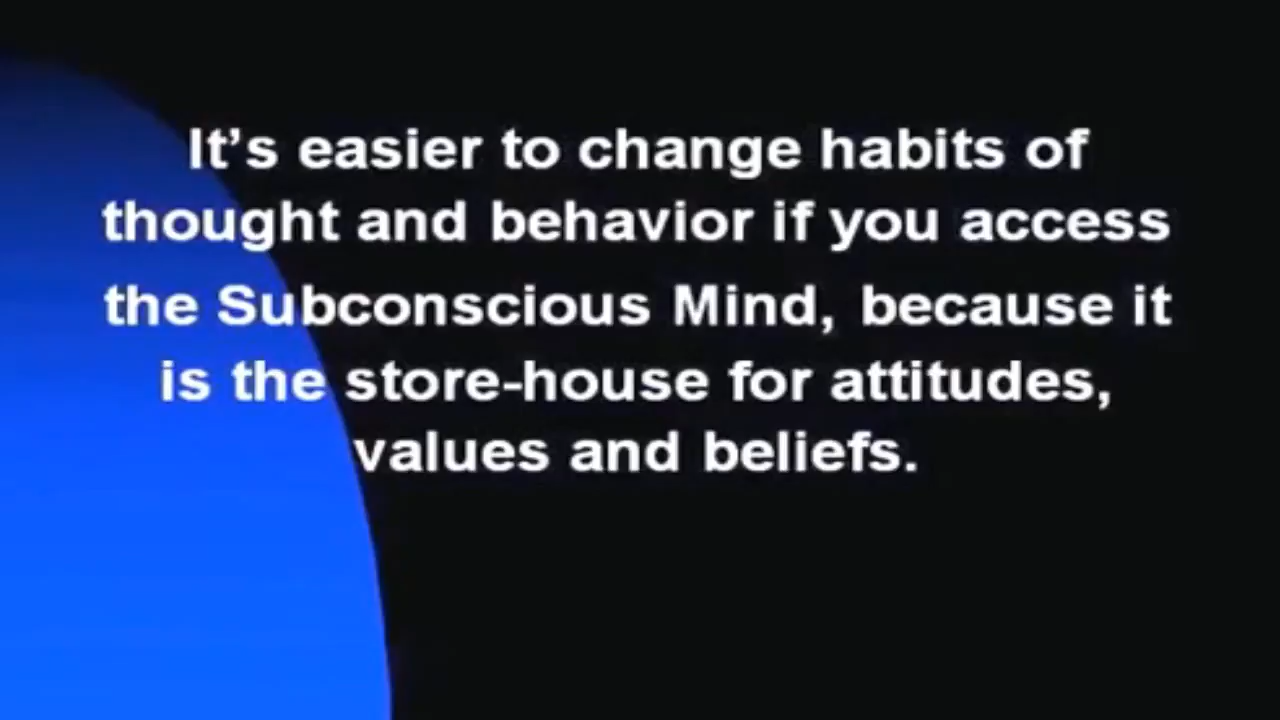 It’s easier to change habits of
thought and behavior if you access
the Subconscious Mind, because it
is the store-house for attitudes,
values and beliefs.